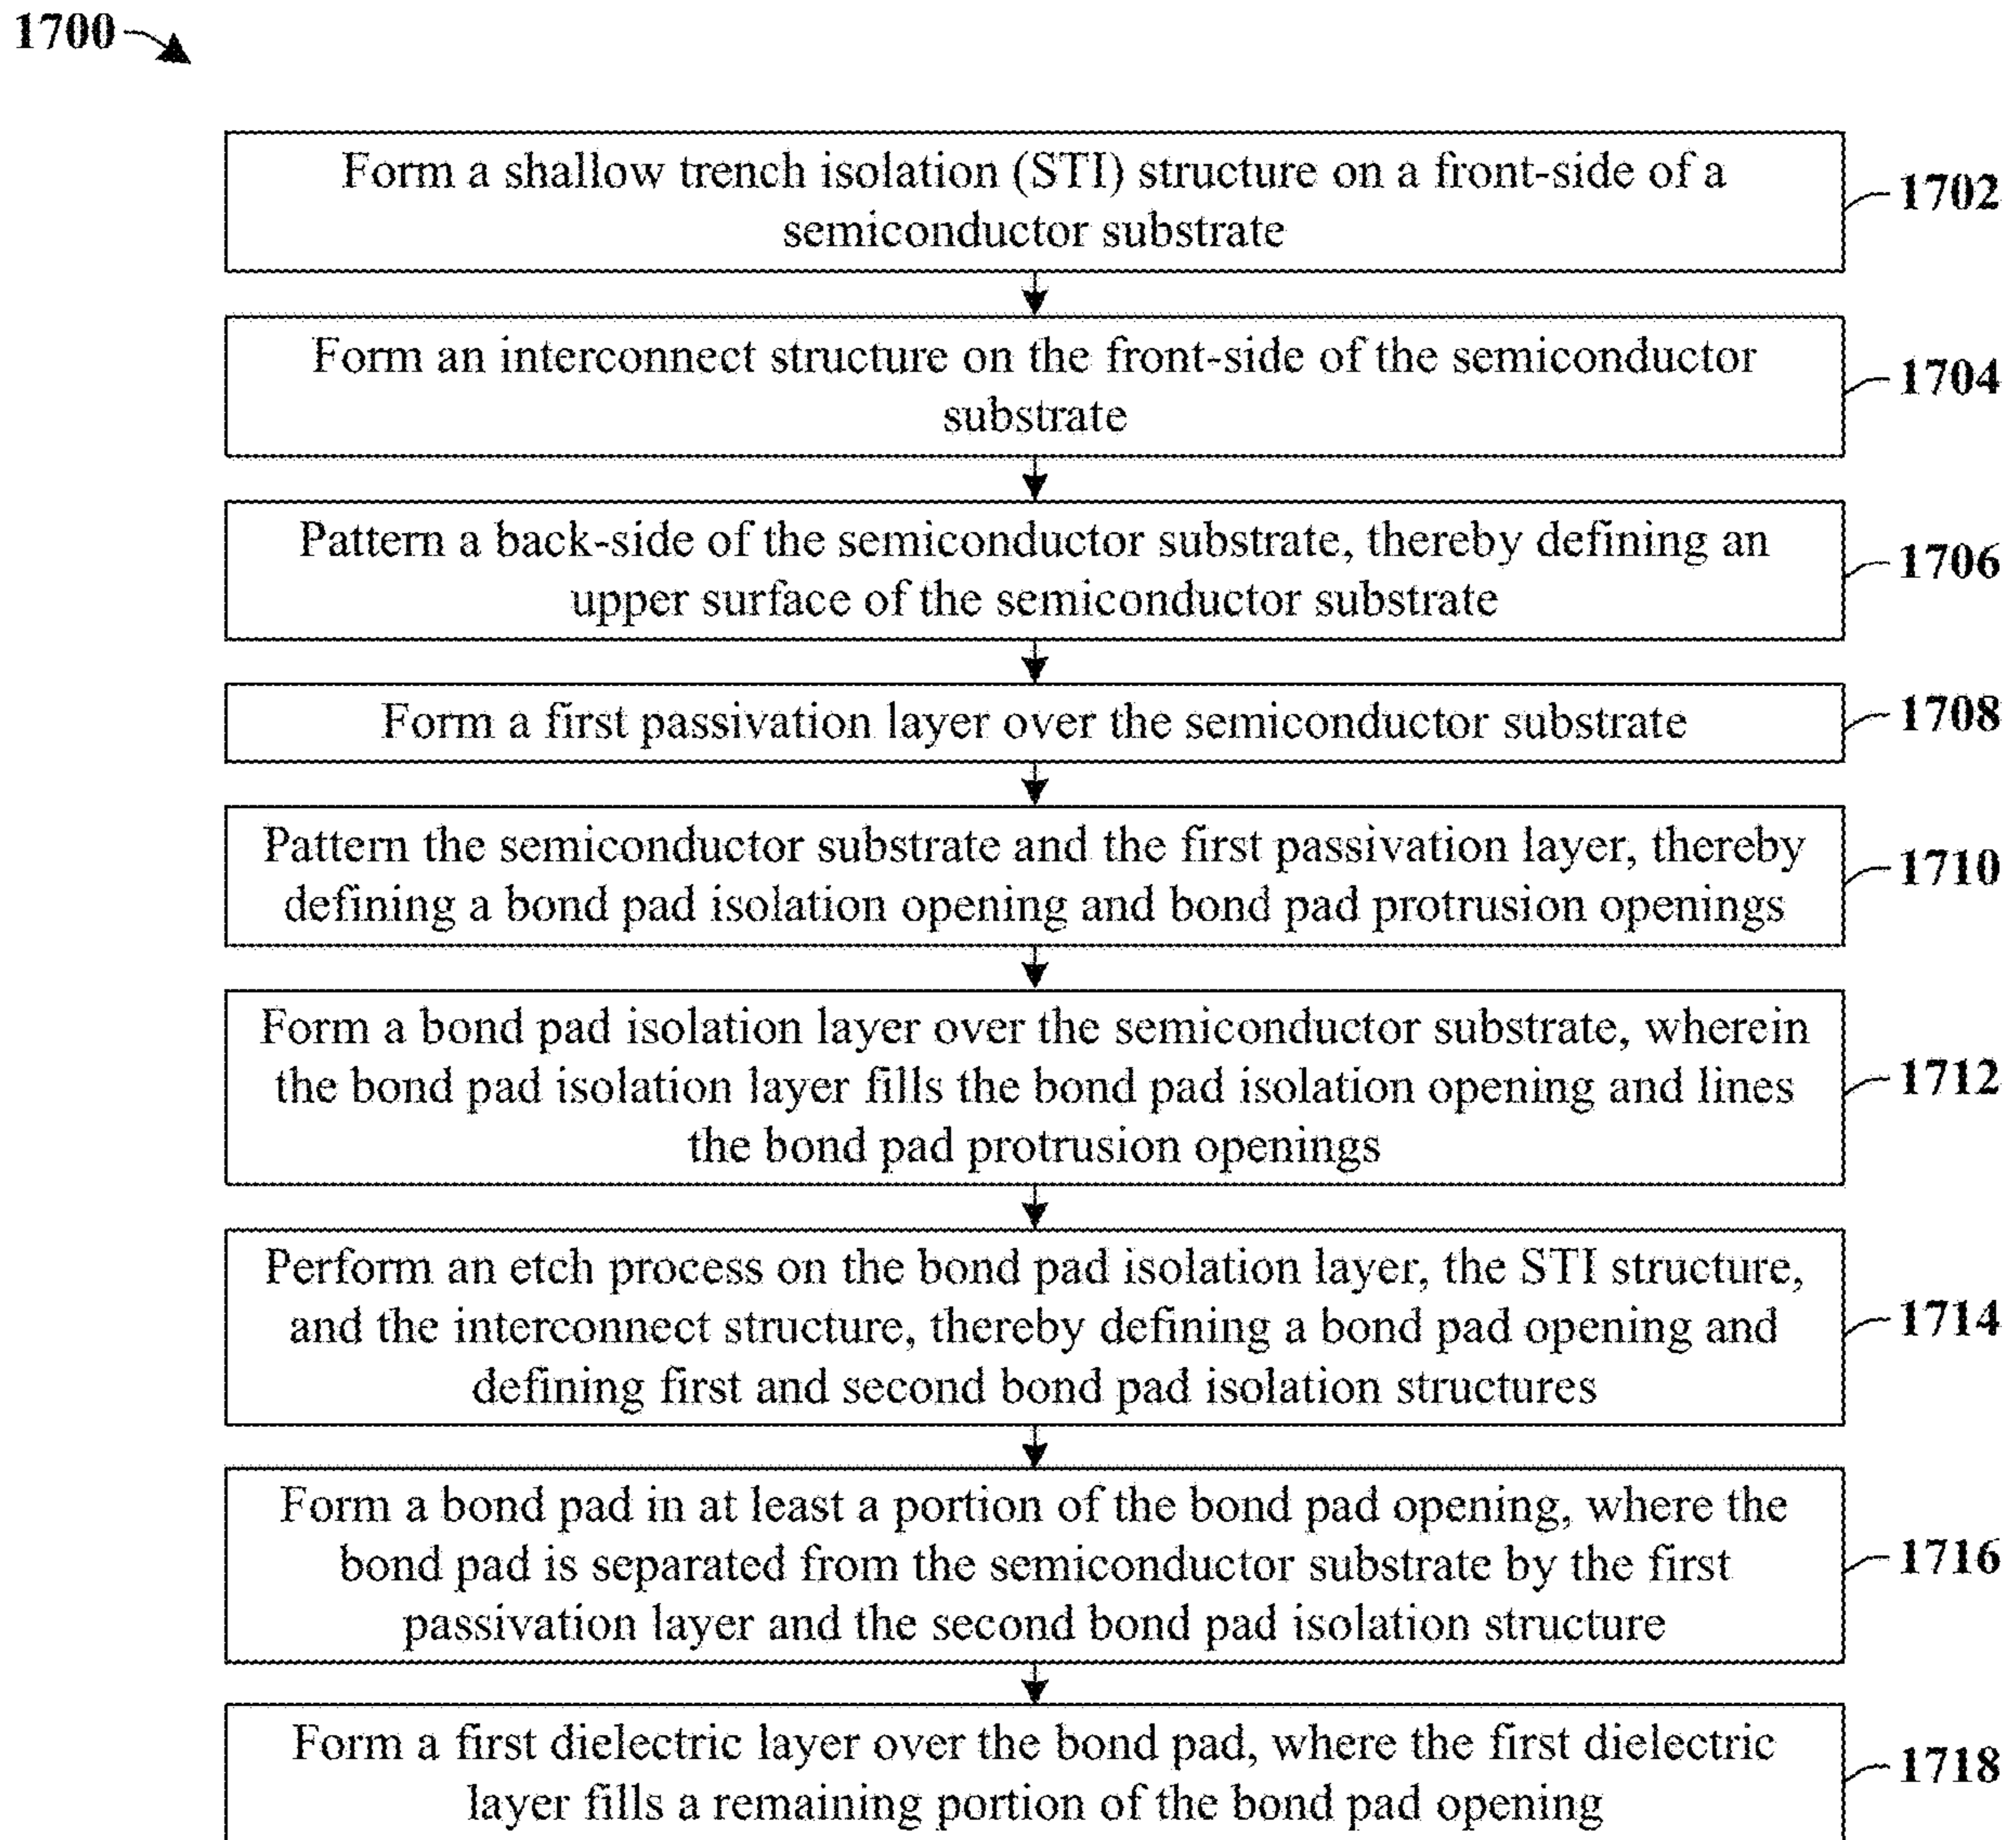 1700
Form a shallow trench isolation (STI) structure on a front-side of a
semiconductor substrate
1702
Form an interconnect structure on the front-side of the semiconductor
substrate
1704
Pattern a back-side of the semiconductor substrate, thereby defining an
upper surface of the semiconductor substrate
1706
Form a first passivation layer over the semiconductor substrate
1708
Pattern the semiconductor substrate and the first passivation layer, thereby
defining a bond pad isolation opening and bond pad protrusion openings
1710
Form a bond pad isolation layer over the semiconductor substrate, wherein
the bond pad isolation layer fills the bond pad isolation opening and lines
the bond pad protrusion openings
1712
Perform an etch process on the bond pad isolation layer, the STI structure,
and the interconnect structure, thereby defining a bond pad opening and
defining first and second bond pad isolation structures
1714
Form a bond pad in at least a portion of the bond pad opening, where the
bond pad is separated from the semiconductor substrate by the first
passivation layer and the second bond pad isolation structure
1716
Form a first dielectric layer over the bond pad, where the first dielectric
layer fills a remaining portion of the bond pad opening
1718